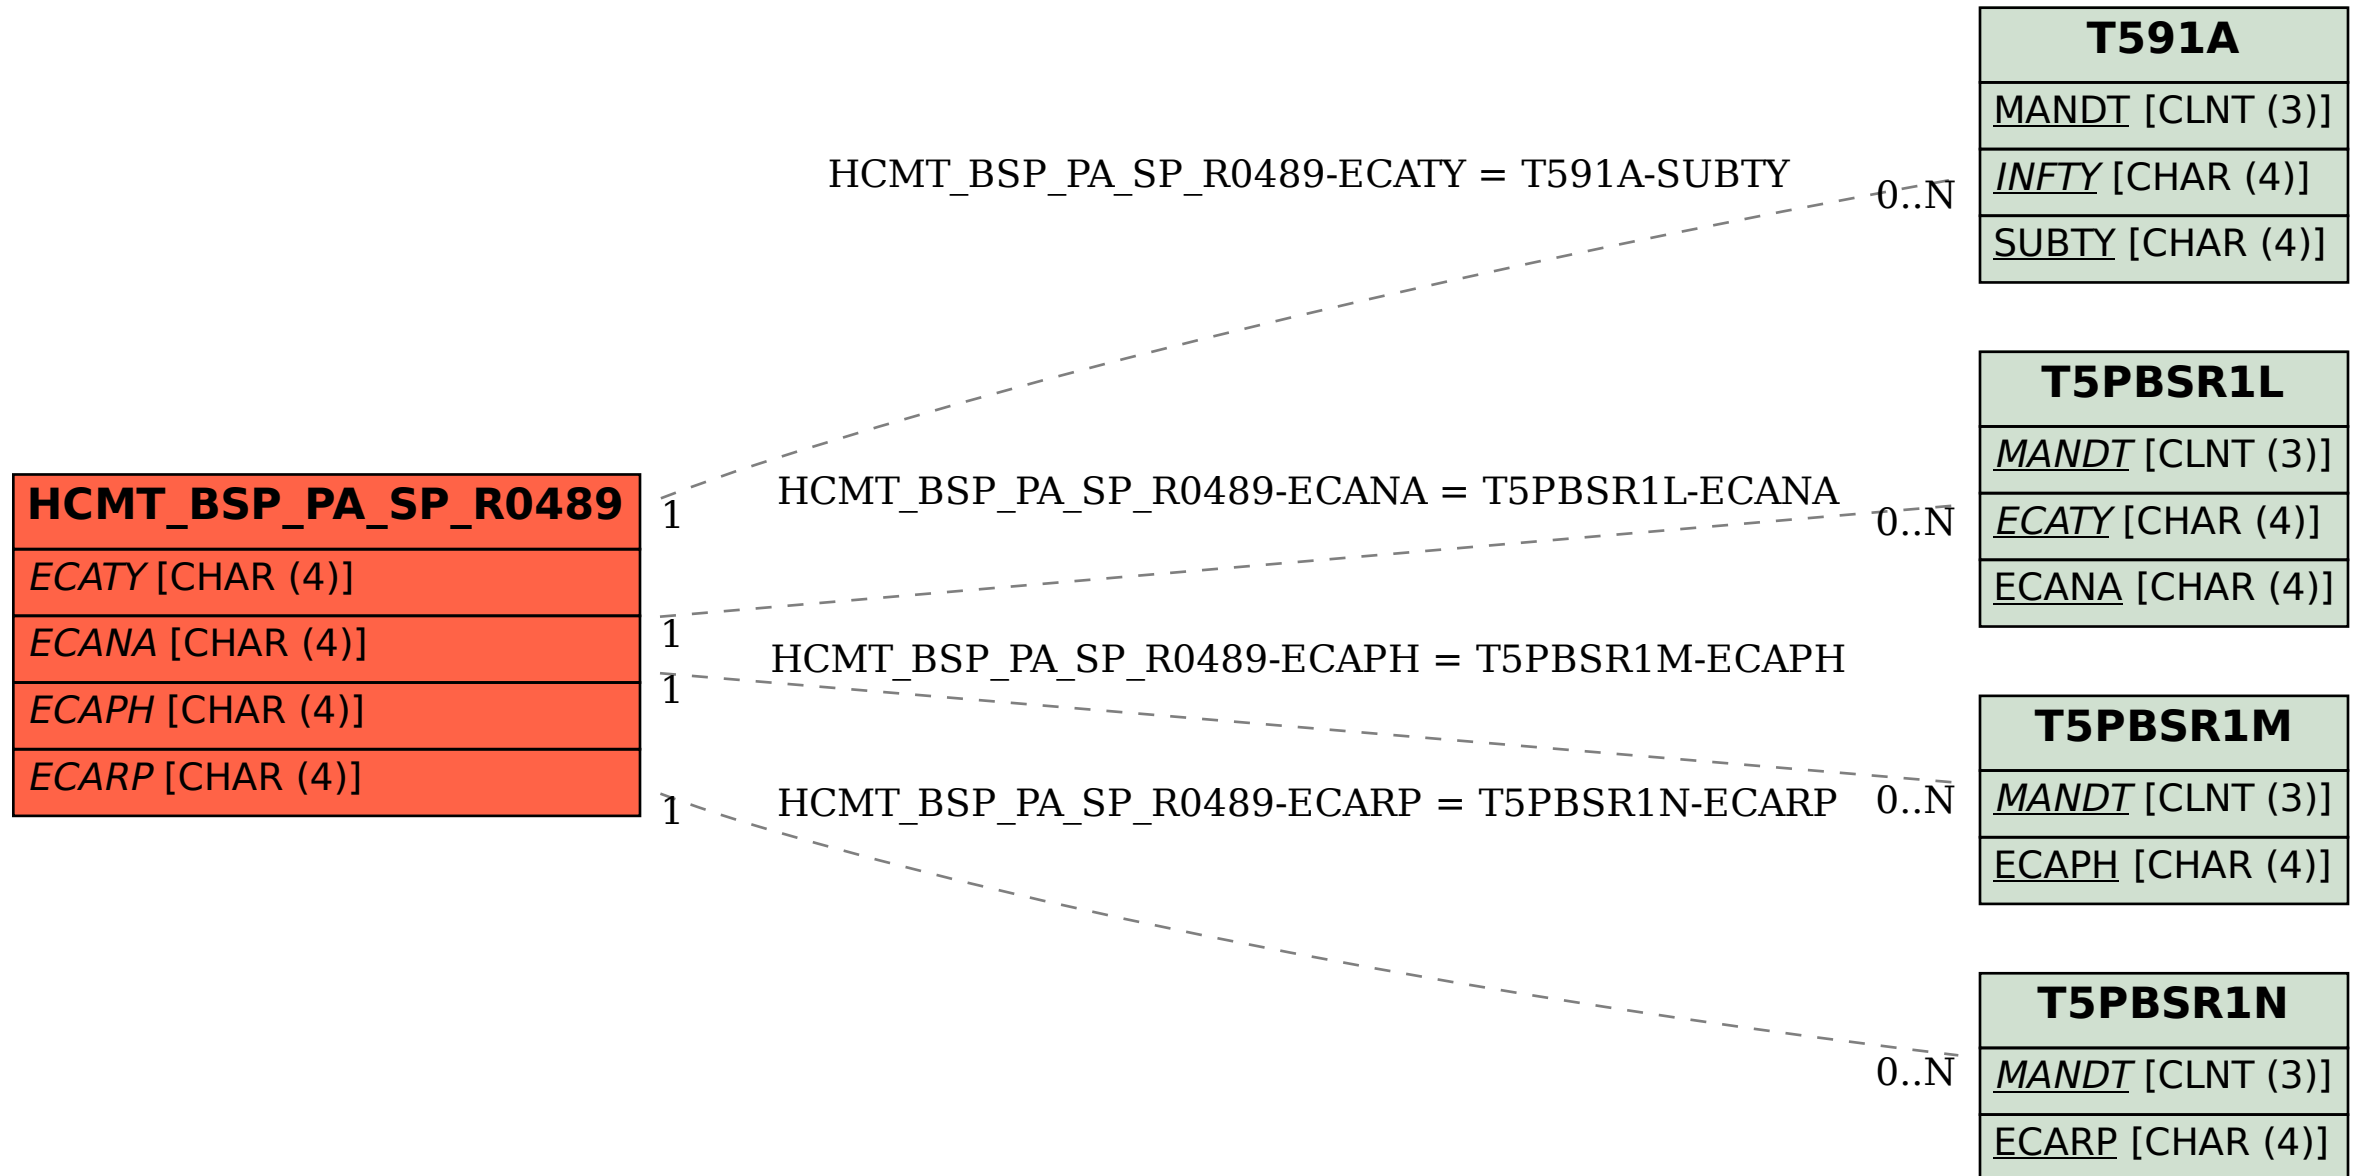 HCMT_BSP_PA_SP_R0489
ECATY [CHAR (4)]
ECANA [CHAR (4)]
ECAPH [CHAR (4)]
ECARP [CHAR (4)]
HCMT_BSP_PA_SP_R0489-ECATY = T591A-SUBTY
1
0..N
HCMT_BSP_PA_SP_R0489-ECANA = T5PBSR1L-ECANA
1
0..N
HCMT_BSP_PA_SP_R0489-ECAPH = T5PBSR1M-ECAPH
1
0..N
HCMT_BSP_PA_SP_R0489-ECARP = T5PBSR1N-ECARP
1
0..N
T591A
MANDT [CLNT (3)]
INFTY [CHAR (4)]
SUBTY [CHAR (4)]
T5PBSR1L
MANDT [CLNT (3)]
ECATY [CHAR (4)]
ECANA [CHAR (4)]
T5PBSR1M
MANDT [CLNT (3)]
ECAPH [CHAR (4)]
T5PBSR1N
MANDT [CLNT (3)]
ECARP [CHAR (4)]